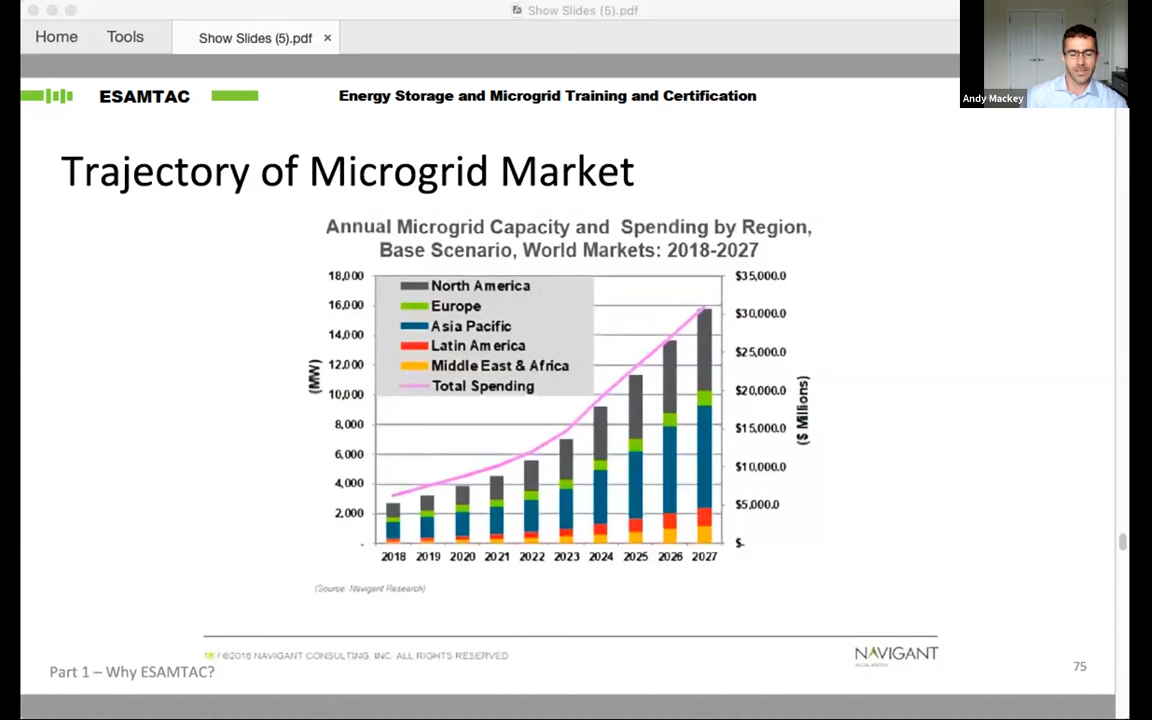 Show Slides (5).pdf
Home
Tools
Show Slides (5).pdf ×
Andy Mackey
ESAMTAC
Energy Storage and Microgrid Training and Certification
Trajectory of Microgrid Market
Annual Microgrid Capacity and Spending by Region,
Base Scenario, World Markets: 2018-2027
18,000
16,000
14,000
12,000
10,000
8,000
6,000
4,000
2,000
-
(MW)
North America
Europe
Asia Pacific
Latin America
Middle East & Africa
Total Spending
$35,000.0
$30,000.0
$25,000.0
$20,000.0
$15,000.0
$10,000.0
$5,000.0
$-
($ Millions)
2018 2019 2020 2021 2022 2023 2024 2025 2026 2027
(Source: Navigant Research)
/ ©2016 NAVIGANT CONSULTING, INC. ALL RIGHTS RESERVED
NAVIGANT
Part 1 – Why ESAMTAC?
75